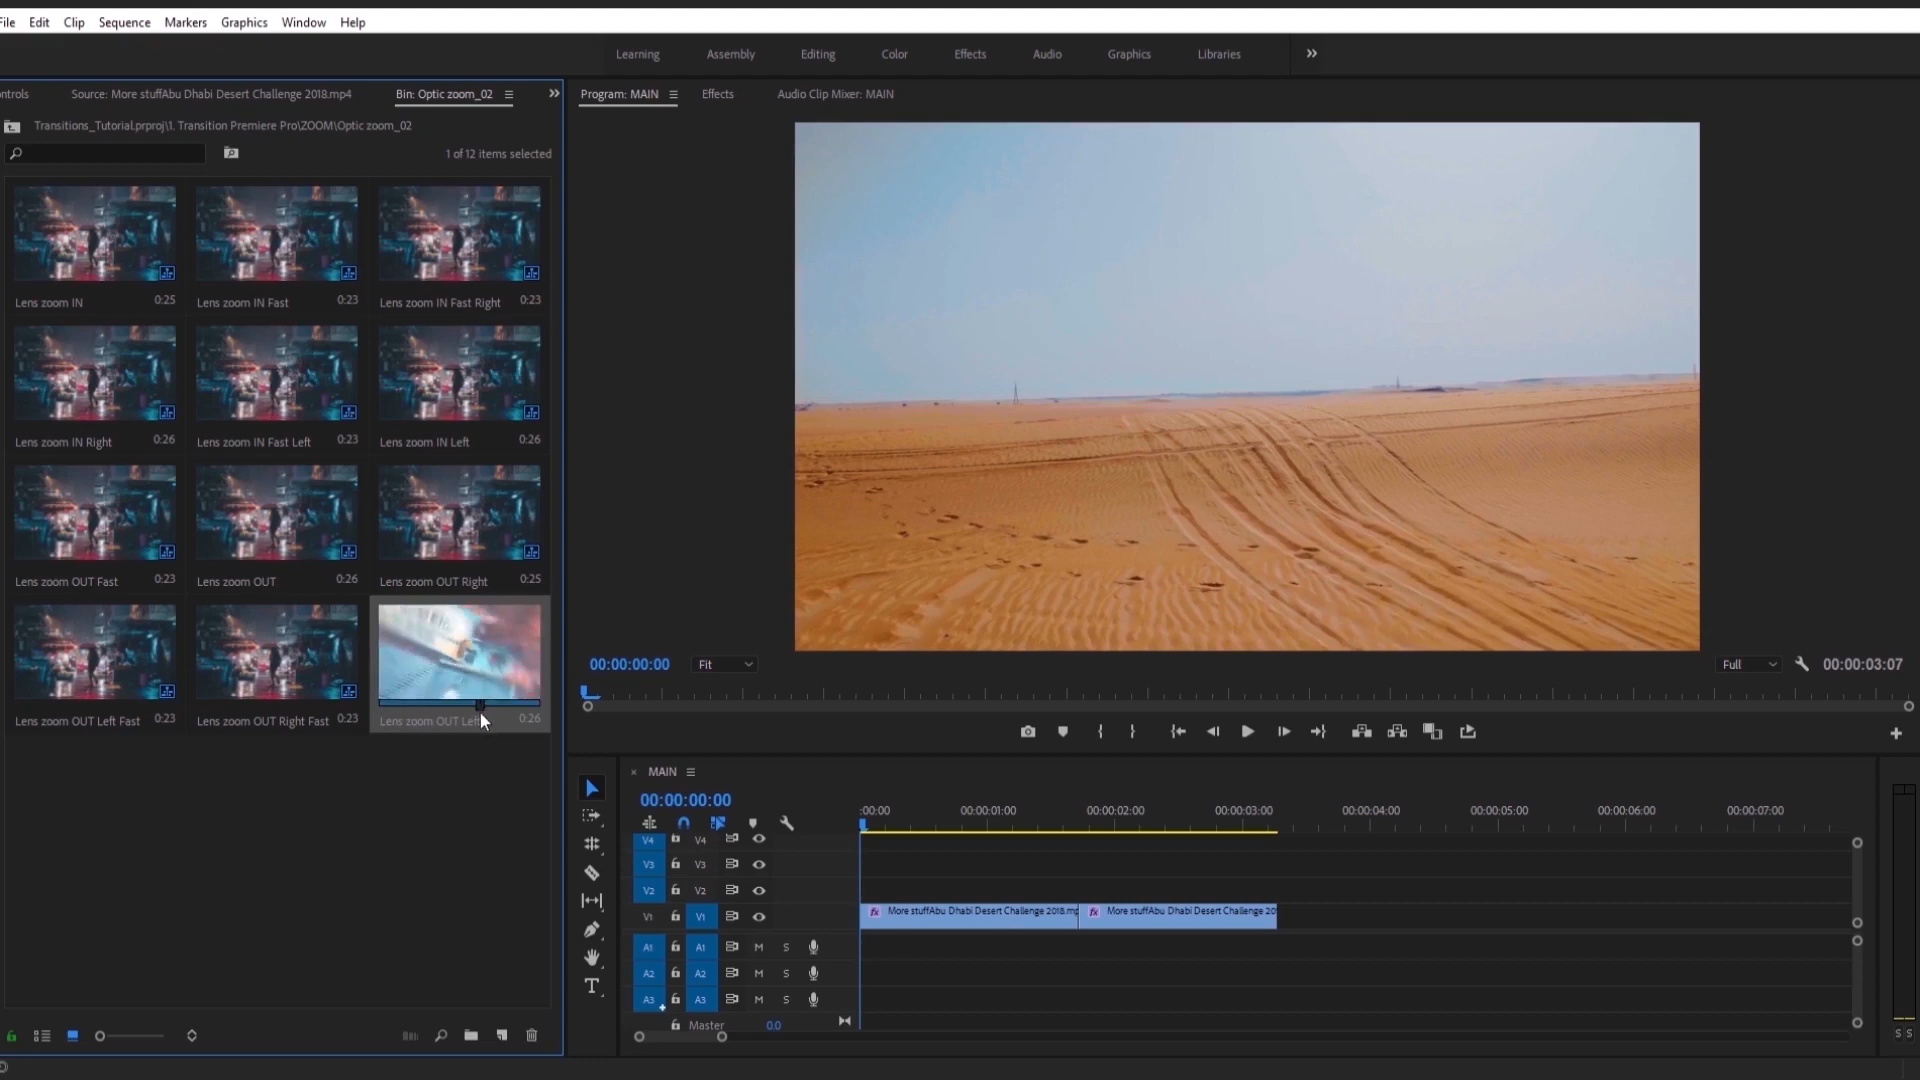 File Edit Clip Sequence Markers Graphics Window Help
Learning Assembly Editing Color Effects Audio Graphics Libraries
ntrols Source: More stuffAbu Dhabi Desert Challenge 2018.mp4 Bin: Optic zoom_02
Program: MAIN Effects Audio Clip Mixer: MAIN
Transitions_Tutorial.prproj\1. Transition Premiere Pro\ZOOM\Optic zoom_02
1 of 12 items selected
Lens zoom IN 0:25 Lens zoom IN Fast 0:23 Lens zoom IN Fast Right 0:23
Lens zoom IN Right 0:26 Lens zoom IN Fast Left 0:23 Lens zoom IN Left 0:26
Lens zoom OUT Fast 0:23 Lens zoom OUT 0:26 Lens zoom OUT Right 0:25
Lens zoom OUT Left Fast 0:23 Lens zoom OUT Right Fast 0:23 Lens zoom OUT Left 0:26
00:00:00:00 Fit Full 00:00:03:07
MAIN
00:00:00:00
:00:00 00:00:01:00 00:00:02:00 00:00:03:00 00:00:04:00 00:00:05:00 00:00:06:00 00:00:07:00
V4 V4
V3 V3
V2 V2
V1 V1 fx More stuffAbu Dhabi Desert Challenge 2018.mp fx More stuffAbu Dhabi Desert Challenge 20
A1 A1 M S
A2 A2 M S
A3 A3 M S
Master 0.0
S S